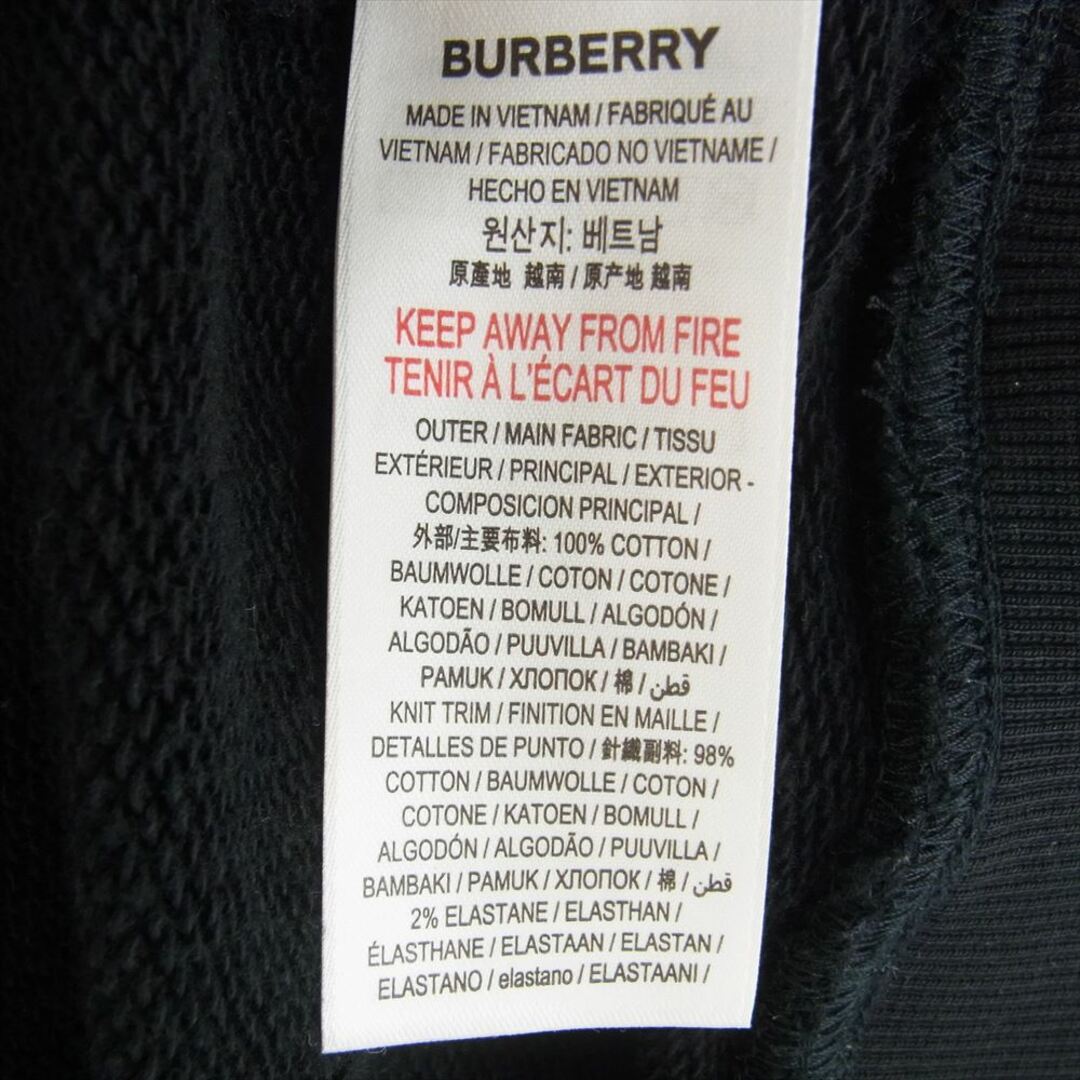 BURBERRY
MADE IN VIETNAM / FABRIQUÉ AU
VIETNAM / FABRICADO NO VIETNAME /
HECHO EN VIETNAM
원산지: 베트남
原產地 越南 / 原产地 越南
KEEP AWAY FROM FIRE
TENIR À L'ÉCART DU FEU
OUTER / MAIN FABRIC / TISSU
EXTÉRIEUR / PRINCIPAL / EXTERIOR -
COMPOSICION PRINCIPAL /
外部/主要布料: 100% COTTON /
BAUMWOLLE / COTON / COTONE /
KATOEN / BOMULL / ALGODÓN /
ALGODÃO / PUUVILLA / BAMBAKI /
PAMUK / ХЛОПОК / 棉 / قطن
KNIT TRIM / FINITION EN MAILLE /
DETALLES DE PUNTO / 針織副料: 98%
COTTON / BAUMWOLLE / COTON /
COTONE / KATOEN / BOMULL /
ALGODÓN / ALGODÃO / PUUVILLA /
BAMBAKI / PAMUK / ХЛОПОК / 棉 / قطن
2% ELASTANE / ELASTHAN /
ÉLASTHANE / ELASTAAN / ELASTAN /
ELASTANO / elastano / ELASTAANI /